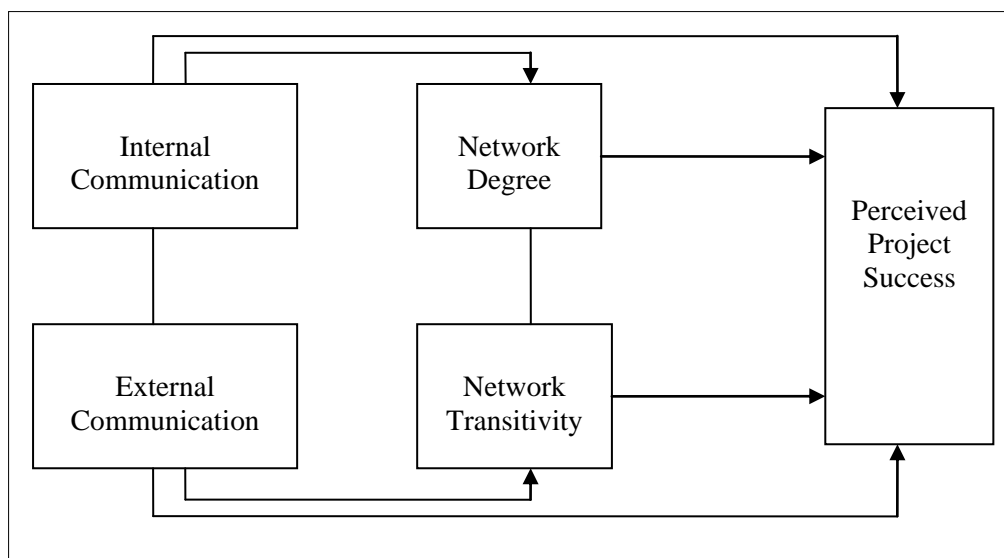 Internal
Communication
Network
Degree
Perceived
Project
Success
External
Communication
Network
Transitivity